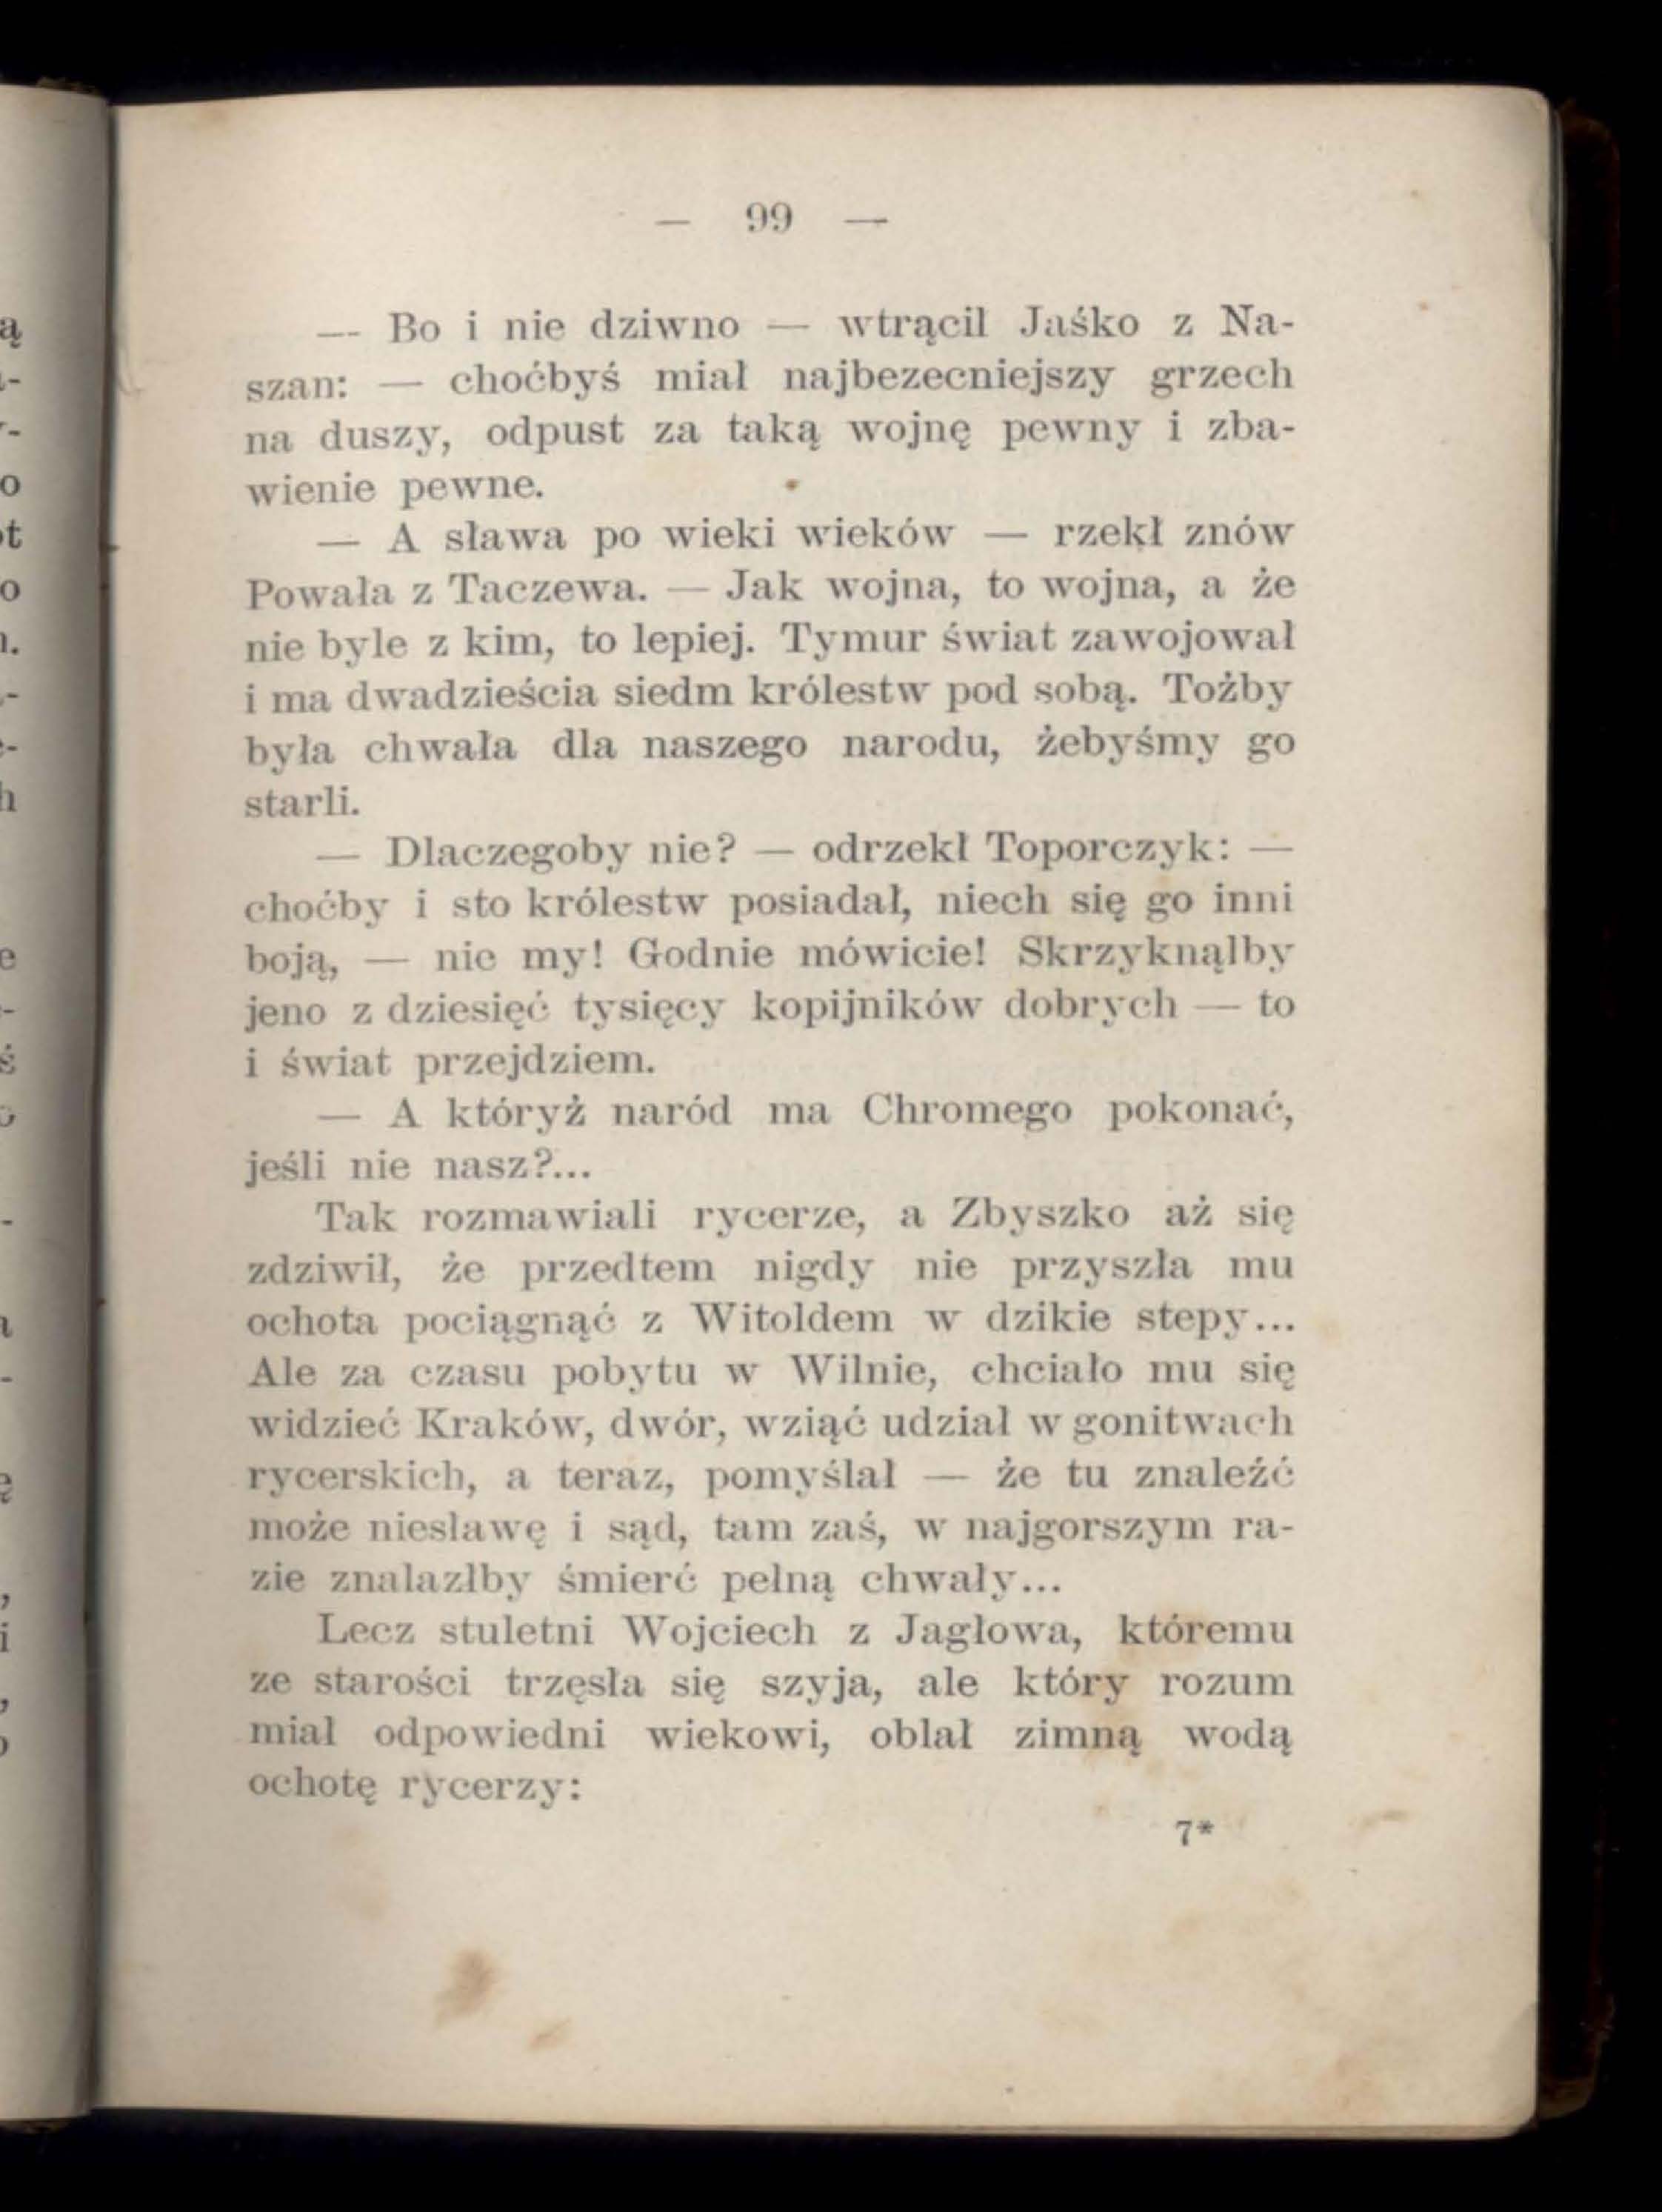 — 99 —
— Bo i nie dziwno — wtrącił Jaśko z Na-
szan: — choćbyś miał najbezecniejszy grzech
na duszy, odpust za taką wojnę pewny i zba-
wienie pewne.
— A sława po wieki wieków — rzekł znów
Powała z Taczewa. — Jak wojna, to wojna, a że
nie byle z kim, to lepiej. Tymur świat zawojował
i ma dwadzieścia siedm królestw pod sobą. Tożby
była chwała dla naszego narodu, żebyśmy go
starli.
— Dlaczegoby nie? — odrzekł Toporczyk: —
choćby i sto królestw posiadał, niech się go inni
boją, — nie my! Godnie mówicie! Skrzyknąłby
jeno z dziesięć tysięcy kopijników dobrych — to
i świat przejdziem.
— A któryż naród ma Chromego pokonać,
jeśli nie nasz?...
Tak rozmawiali rycerze, a Zbyszko aż się
zdziwił, że przedtem nigdy nie przyszła mu
ochota pociągnąć z Witoldem w dzikie stepy...
Ale za czasu pobytu w Wilnie, chciało mu się
widzieć Kraków, dwór, wziąć udział w gonitwach
rycerskich, a teraz, pomyślał — że tu znaleźć
może niesławę i sąd, tam zaś, w najgorszym ra-
zie znalazłby śmierć pełną chwały...
Lecz stuletni Wojciech z Jagłowa, któremu
ze starości trzęsła się szyja, ale który rozum
miał odpowiedni wiekowi, oblał zimną wodą
ochotę rycerzy:
7*